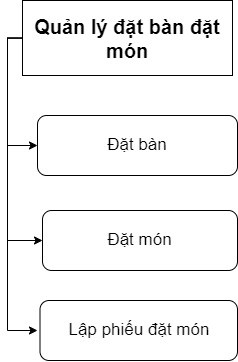 Quản lý đặt bàn đặt
món
Đặt bàn
Đặt món
Lập phiếu đặt món